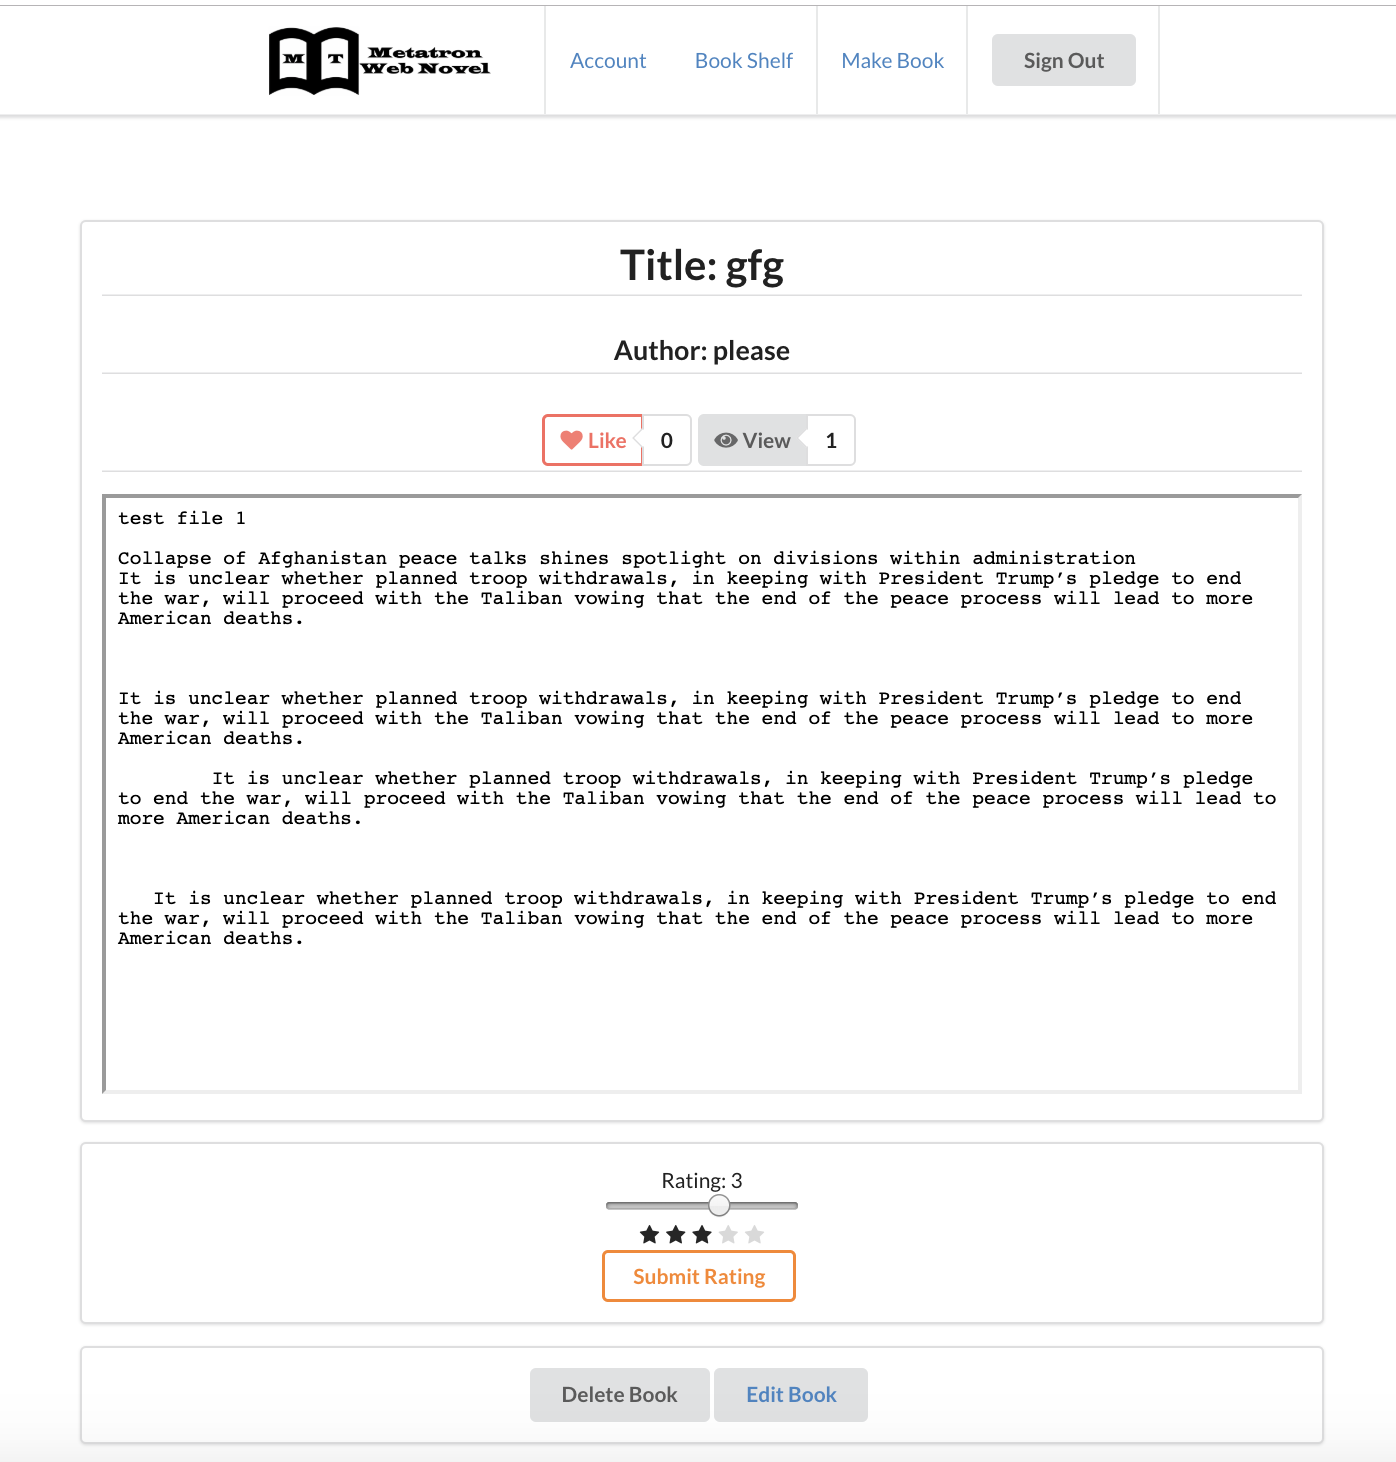 M T Metatron
Web Novel
Account Book Shelf Make Book Sign Out
Title: gfg
Author: please
Like 0 View 1
test file 1
Collapse of Afghanistan peace talks shines spotlight on divisions within administration
It is unclear whether planned troop withdrawals, in keeping with President Trump’s pledge to end
the war, will proceed with the Taliban vowing that the end of the peace process will lead to more
American deaths.
It is unclear whether planned troop withdrawals, in keeping with President Trump’s pledge to end
the war, will proceed with the Taliban vowing that the end of the peace process will lead to more
American deaths.
It is unclear whether planned troop withdrawals, in keeping with President Trump’s pledge
to end the war, will proceed with the Taliban vowing that the end of the peace process will lead to
more American deaths.
It is unclear whether planned troop withdrawals, in keeping with President Trump’s pledge to end
the war, will proceed with the Taliban vowing that the end of the peace process will lead to more
American deaths.
Rating: 3
Submit Rating
Delete Book Edit Book